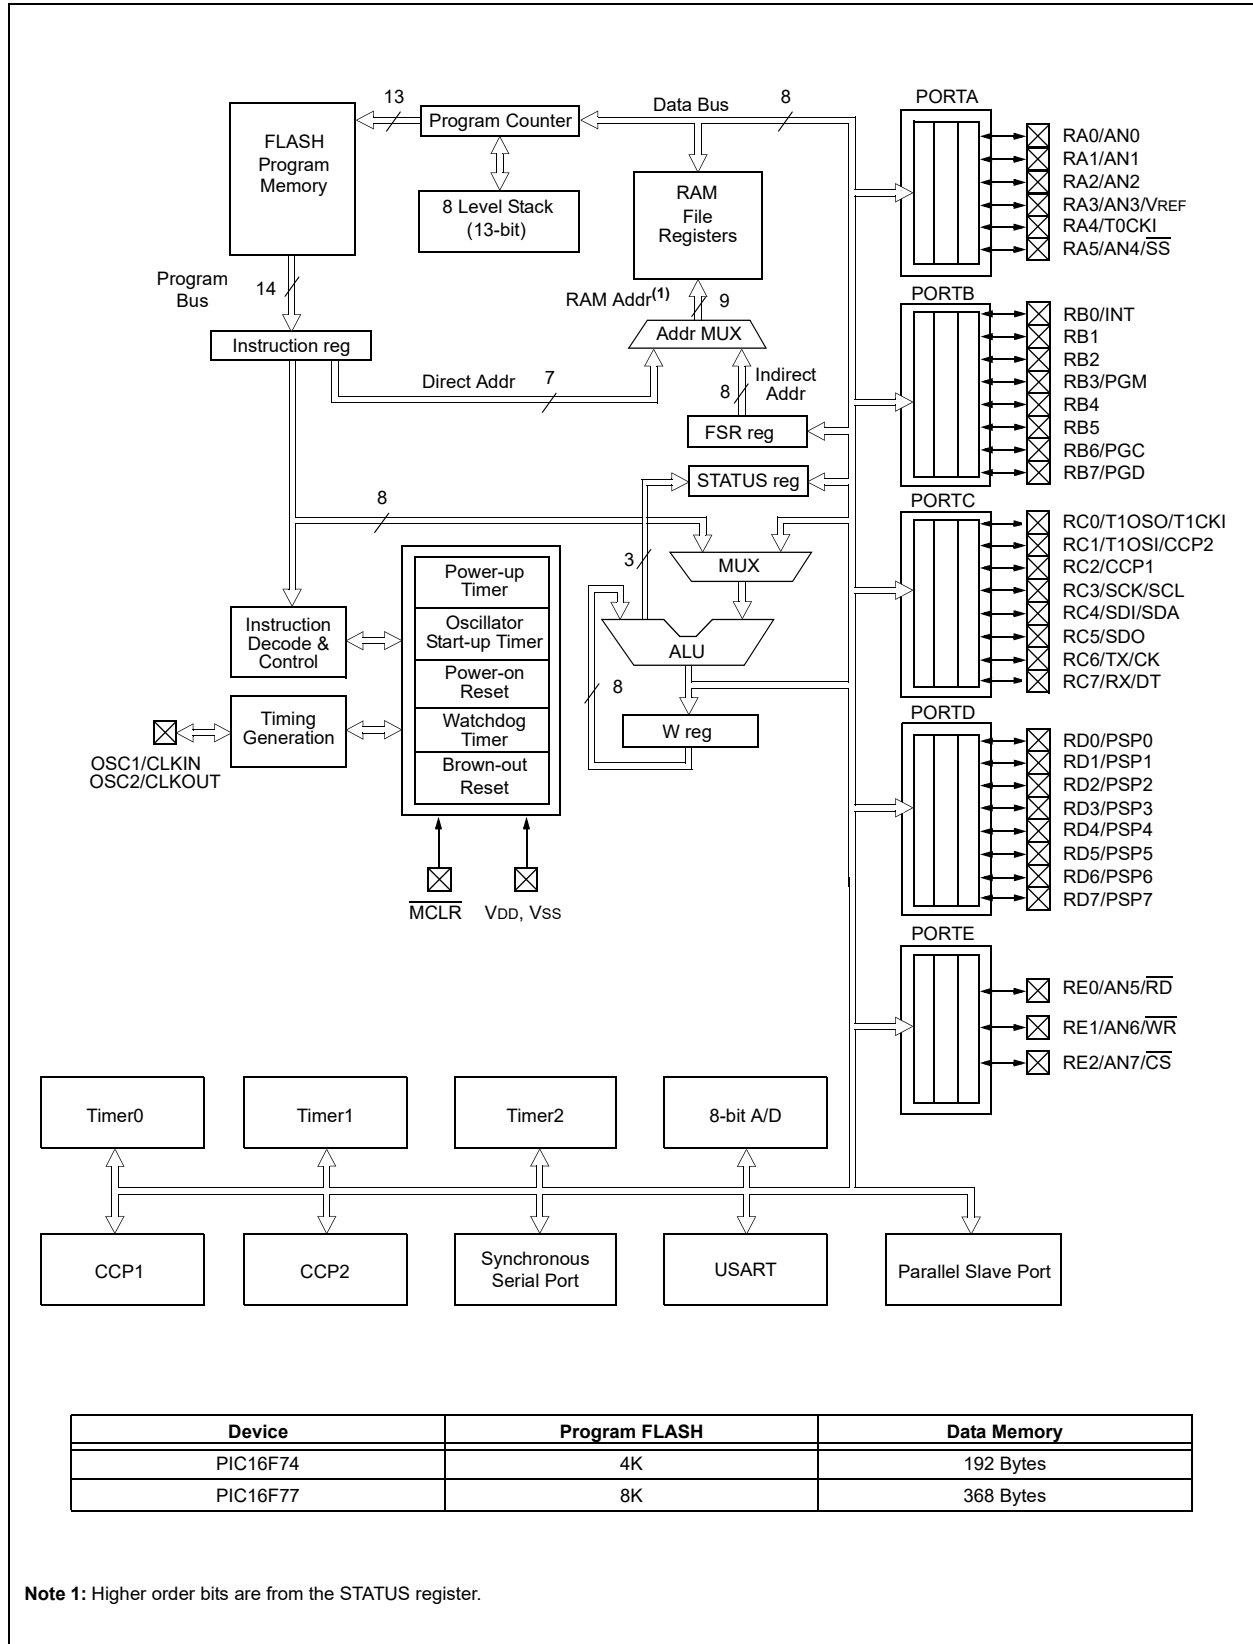 13
Data Bus
8
PORTA
FLASH
Program
Memory
Program Counter
8 Level Stack
(13-bit)
RAM
File
Registers
RA0/AN0
RA1/AN1
RA2/AN2
RA3/AN3/VREF
RA4/T0CKI
RA5/AN4/S̅S̅
Program
Bus
14
RAM Addr(1)
9
PORTB
Addr MUX
Instruction reg
Direct Addr
7
8
Indirect
Addr
FSR reg
RB0/INT
RB1
RB2
RB3/PGM
RB4
RB5
RB6/PGC
RB7/PGD
STATUS reg
8
PORTC
3
MUX
Power-up
Timer
Oscillator
Start-up Timer
Power-on
Reset
Watchdog
Timer
Brown-out
Reset
Instruction
Decode &
Control
ALU
8
W reg
RC0/T1OSO/T1CKI
RC1/T1OSI/CCP2
RC2/CCP1
RC3/SCK/SCL
RC4/SDI/SDA
RC5/SDO
RC6/TX/CK
RC7/RX/DT
Timing
Generation
OSC1/CLKIN
OSC2/CLKOUT
M̅C̅L̅R̅
VDD, VSS
PORTD
RD0/PSP0
RD1/PSP1
RD2/PSP2
RD3/PSP3
RD4/PSP4
RD5/PSP5
RD6/PSP6
RD7/PSP7
PORTE
RE0/AN5/R̅D̅
RE1/AN6/W̅R̅
RE2/AN7/C̅S̅
Timer0
Timer1
Timer2
8-bit A/D
CCP1
CCP2
Synchronous
Serial Port
USART
Parallel Slave Port
Device Program FLASH Data Memory
PIC16F74 4K 192 Bytes
PIC16F77 8K 368 Bytes
Note 1: Higher order bits are from the STATUS register.